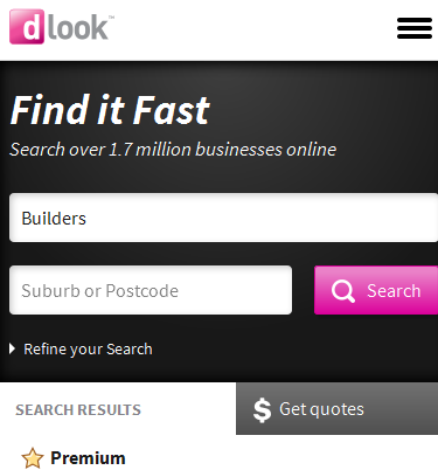 dlook™
Find it Fast
Search over 1.7 million businesses online
Builders
Suburb or Postcode
Search
Refine your Search
SEARCH RESULTS
$ Get quotes
Premium